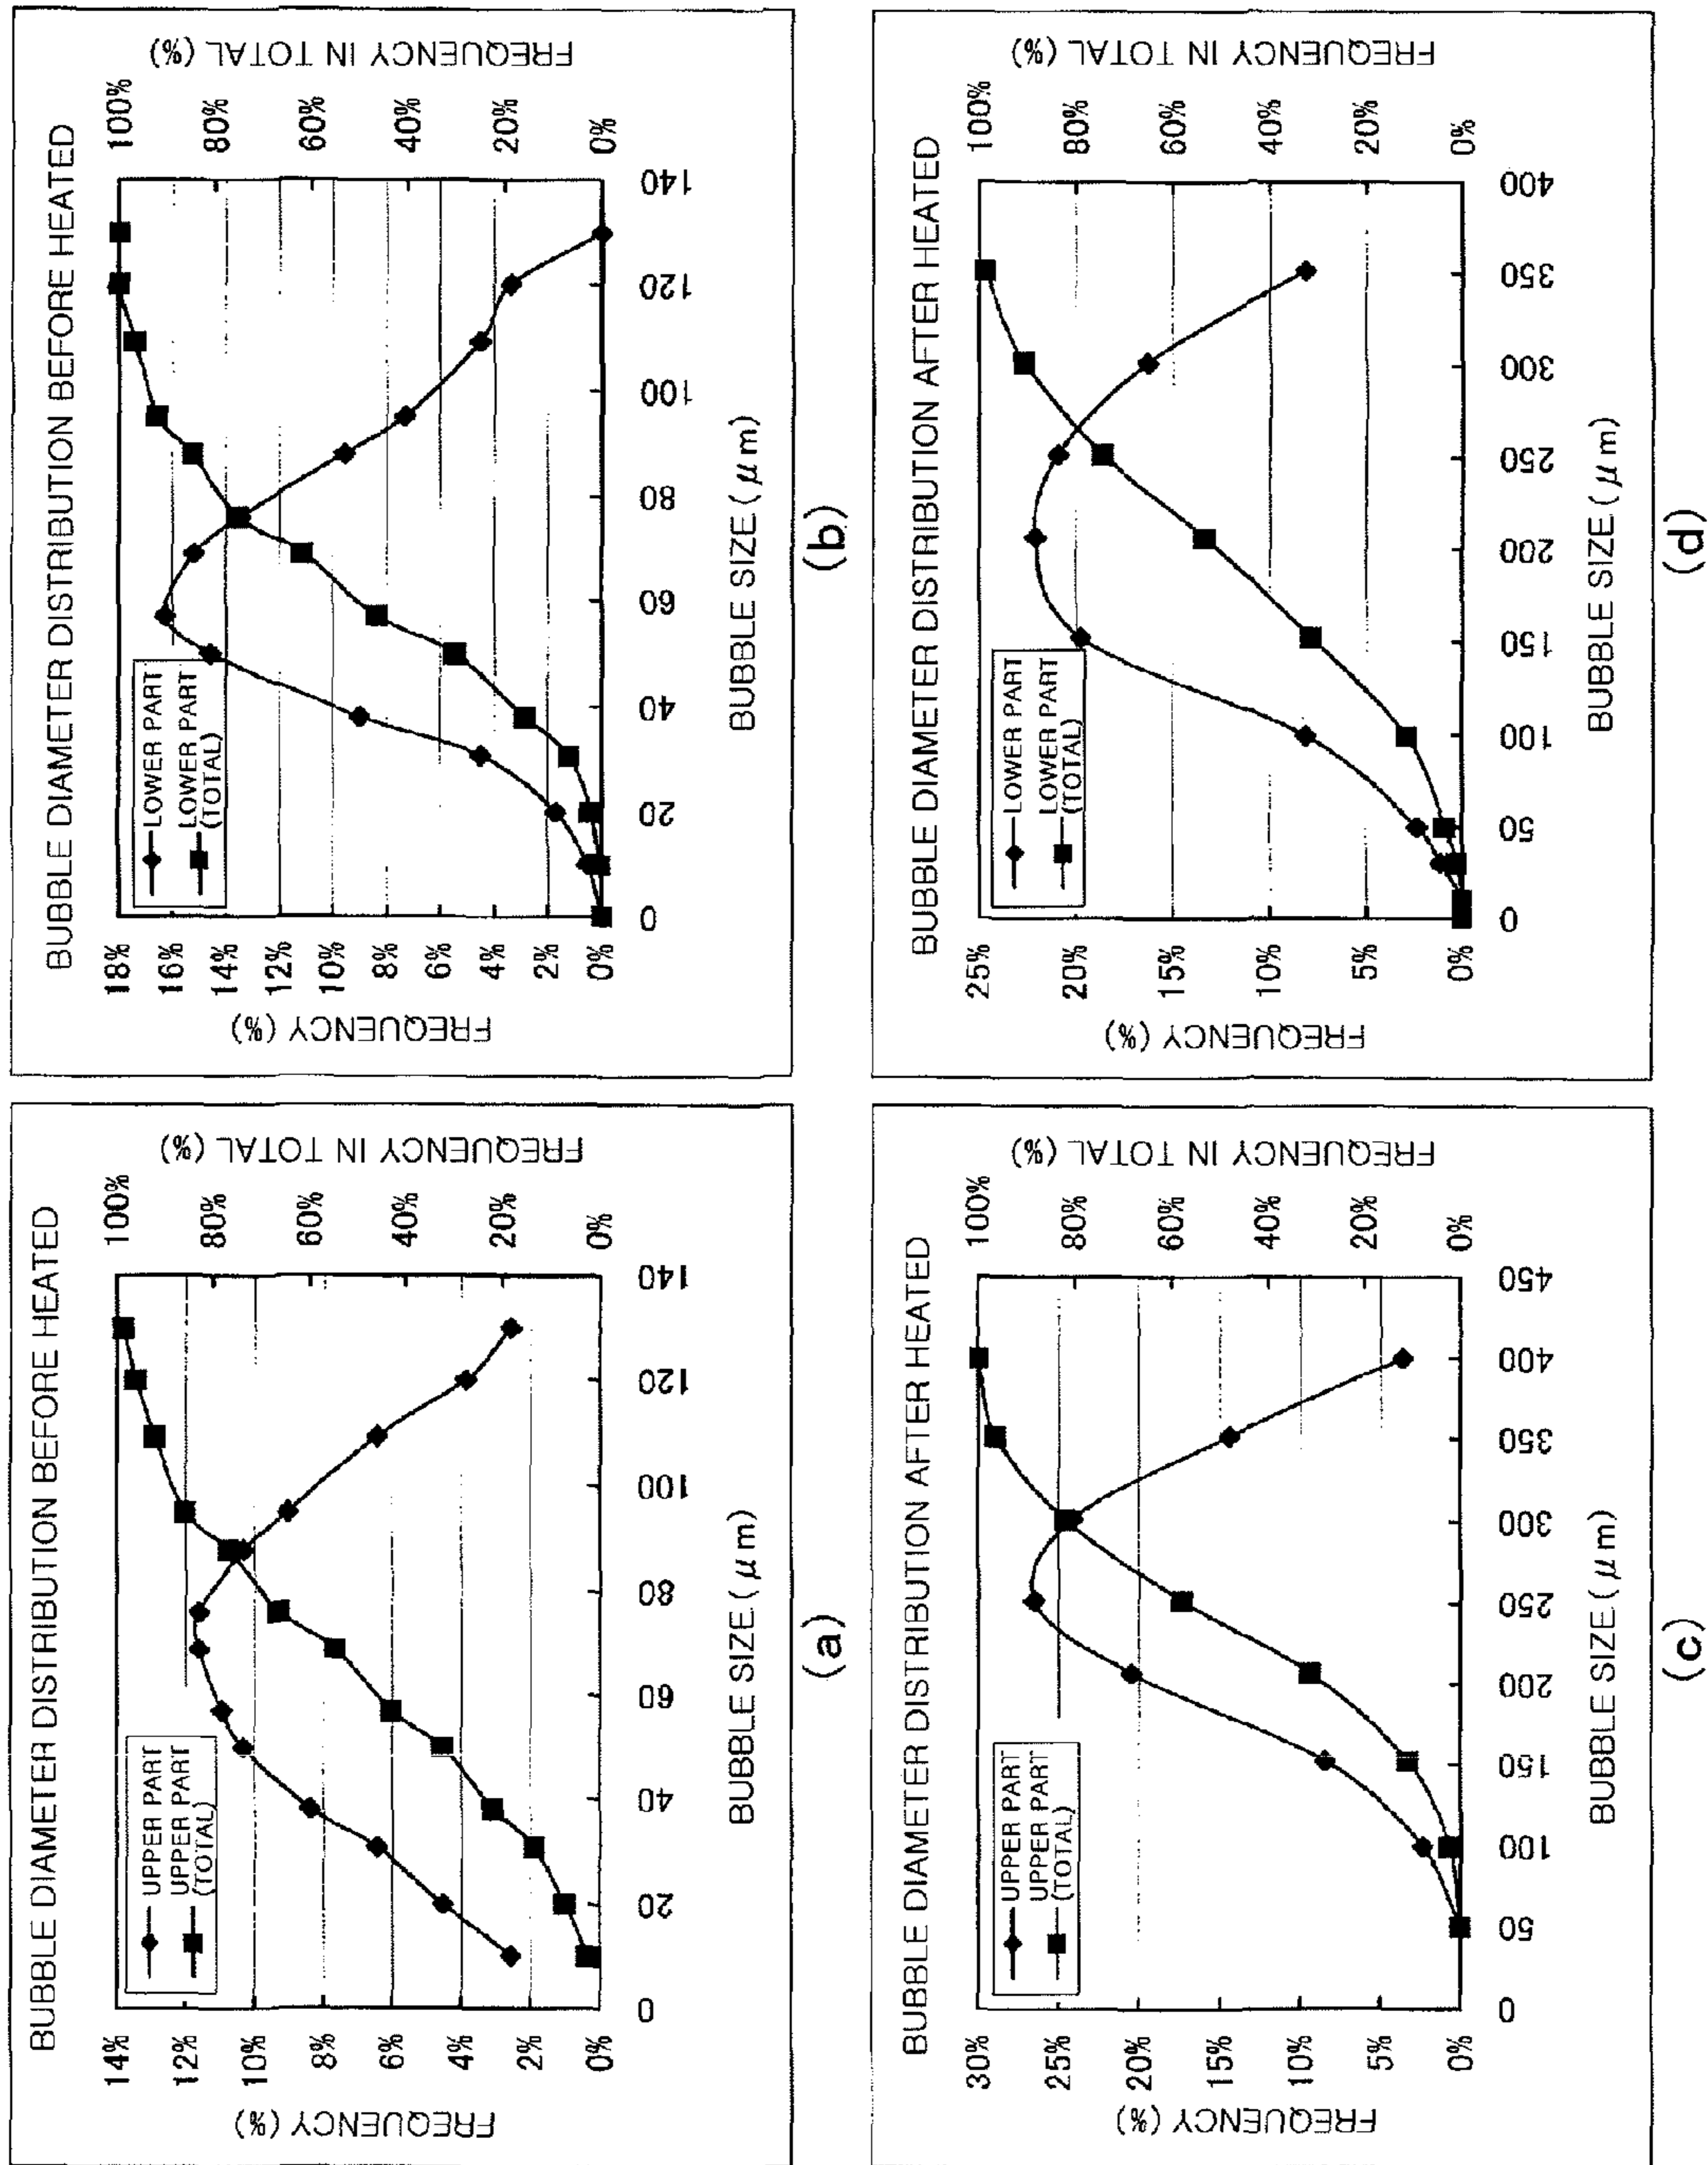 BUBBLE DIAMETER DISTRIBUTION BEFORE HEATED
FREQUENCY (%)
14%
12%
10%
8%
6%
4%
2%
0%
UPPER PART
UPPER PART
(TOTAL)
100%
80%
60%
40%
20%
0%
FREQUENCY IN TOTAL (%)
0 20 40 60 80 100 120 140
BUBBLE SIZE (μm)
(a)
BUBBLE DIAMETER DISTRIBUTION BEFORE HEATED
FREQUENCY (%)
18%
16%
14%
12%
10%
8%
6%
4%
2%
0%
LOWER PART
LOWER PART
(TOTAL)
100%
80%
60%
40%
20%
0%
FREQUENCY IN TOTAL (%)
0 20 40 60 80 100 120 140
BUBBLE SIZE (μm)
(b)
BUBBLE DIAMETER DISTRIBUTION AFTER HEATED
FREQUENCY (%)
30%
25%
20%
15%
10%
5%
0%
UPPER PART
UPPER PART
(TOTAL)
100%
80%
60%
40%
20%
0%
FREQUENCY IN TOTAL (%)
0 50 100 150 200 250 300 350 400 450
BUBBLE SIZE (μm)
(c)
BUBBLE DIAMETER DISTRIBUTION AFTER HEATED
FREQUENCY (%)
25%
20%
15%
10%
5%
0%
LOWER PART
LOWER PART
(TOTAL)
100%
80%
60%
40%
20%
0%
FREQUENCY IN TOTAL (%)
0 50 100 150 200 250 300 350 400
BUBBLE SIZE (μm)
(d)